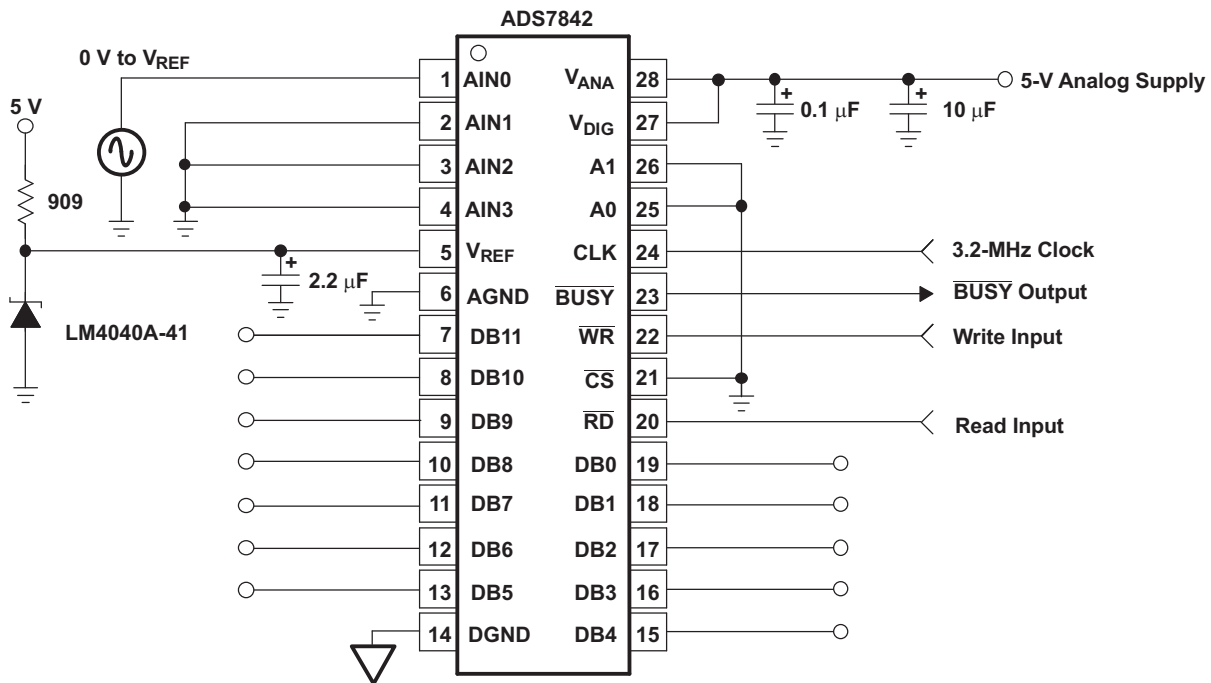 ADS7842
0 V to VREF
5 V
909
LM4040A-41
2.2 μF
1 AIN0
2 AIN1
3 AIN2
4 AIN3
5 VREF
6 AGND
7 DB11
8 DB10
9 DB9
10 DB8
11 DB7
12 DB6
13 DB5
14 DGND
VANA 28
VDIG 27
A1 26
A0 25
CLK 24
BUSY 23
WR 22
CS 21
RD 20
DB0 19
DB1 18
DB2 17
DB3 16
DB4 15
+
0.1 μF
+
10 μF
+
5-V Analog Supply
3.2-MHz Clock
BUSY Output
Write Input
Read Input